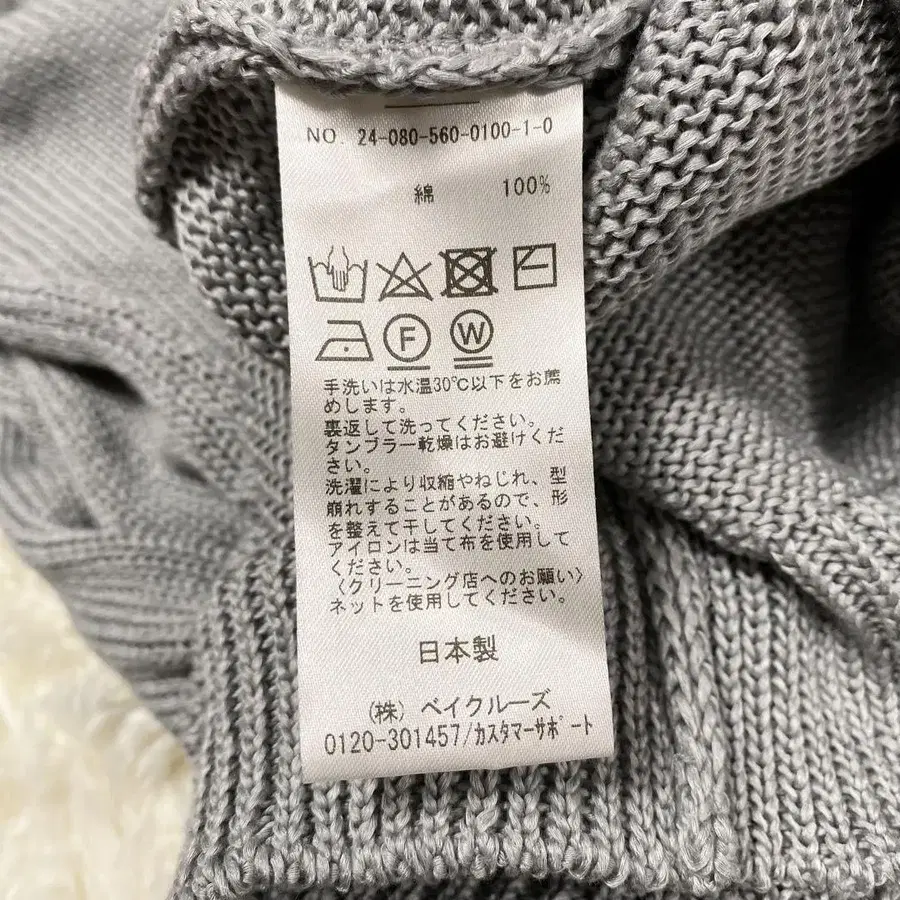 NO. 24-080-560-0100-1-0
綿 100%
F W
手洗いは水温30℃以下をお薦
めします。
裏返して洗ってください。
タンブラー乾燥はお避けくだ
さい。
洗濯により収縮やねじれ、型
崩れすることがあるので、形
を整えて干してください。
アイロンは当て布を使用して
ください。
〈クリーニング店へのお願い〉
ネットを使用してください。
日本製
(株) ベイクルーズ
0120-301457/カスタマーサポート